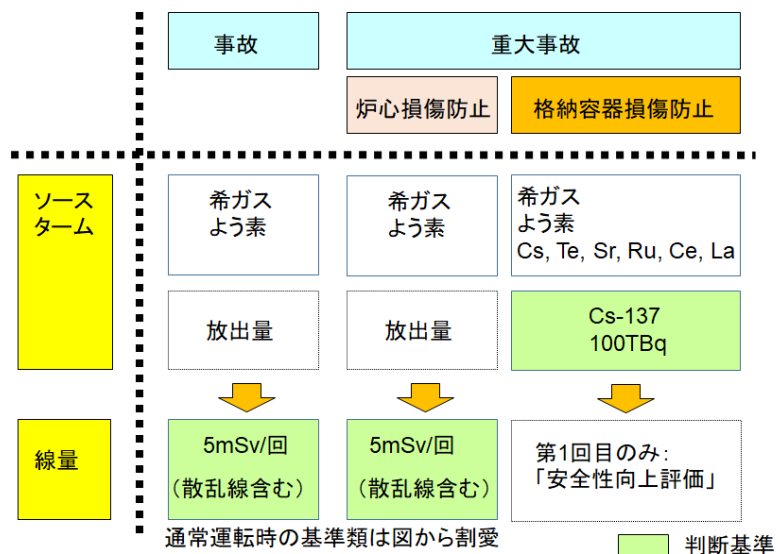 事故
重大事故
炉心損傷防止
格納容器損傷防止
ソース
ターム
希ガス
よう素
希ガス
よう素
希ガス
よう素
Cs, Te, Sr, Ru, Ce, La
放出量
放出量
Cs-137
100TBq
線量
5mSv/回
(散乱線含む)
5mSv/回
(散乱線含む)
第1回目のみ:
「安全性向上評価」
通常運転時の基準類は図から割愛
判断基準